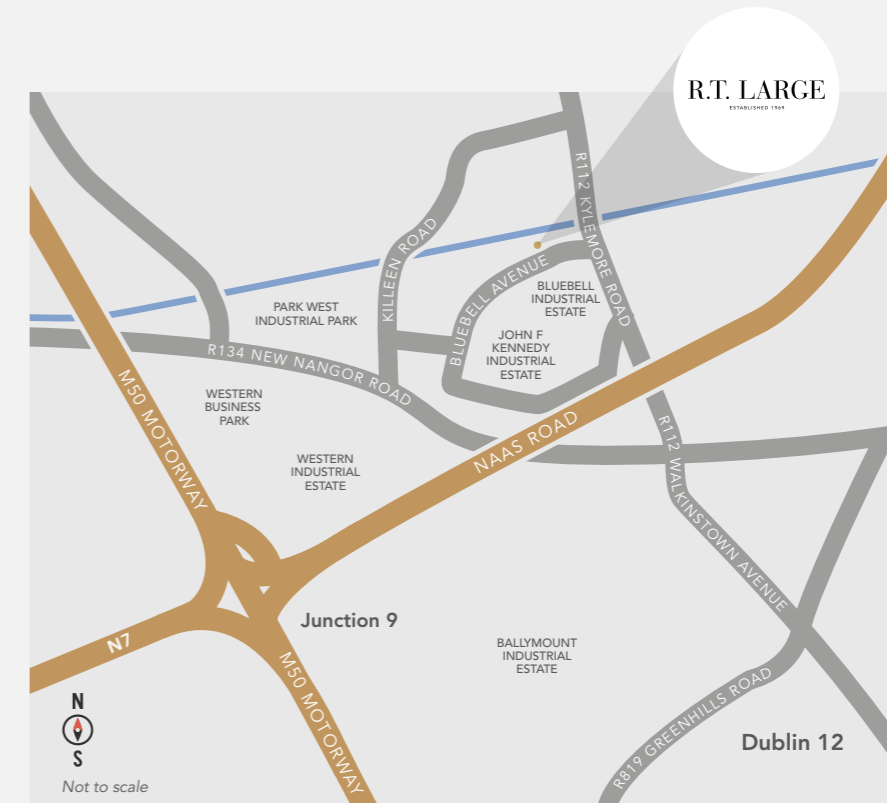 R.T. LARGE
ESTABLISHED 1969
R112 KYLEMORE ROAD
KILLEEN ROAD
BLUEBELL AVENUE
BLUEBELL
INDUSTRIAL
ESTATE
PARK WEST
INDUSTRIAL PARK
JOHN F
KENNEDY
INDUSTRIAL
ESTATE
R134 NEW NANGOR ROAD
M50 MOTORWAY
WESTERN
BUSINESS
PARK
NAAS ROAD
R112 WALKINSTOWN AVENUE
WESTERN
INDUSTRIAL
ESTATE
Junction 9
N7
BALLYMOUNT
INDUSTRIAL
ESTATE
M50 MOTORWAY
R819 GREENHILLS ROAD
N
S
Dublin 12
Not to scale